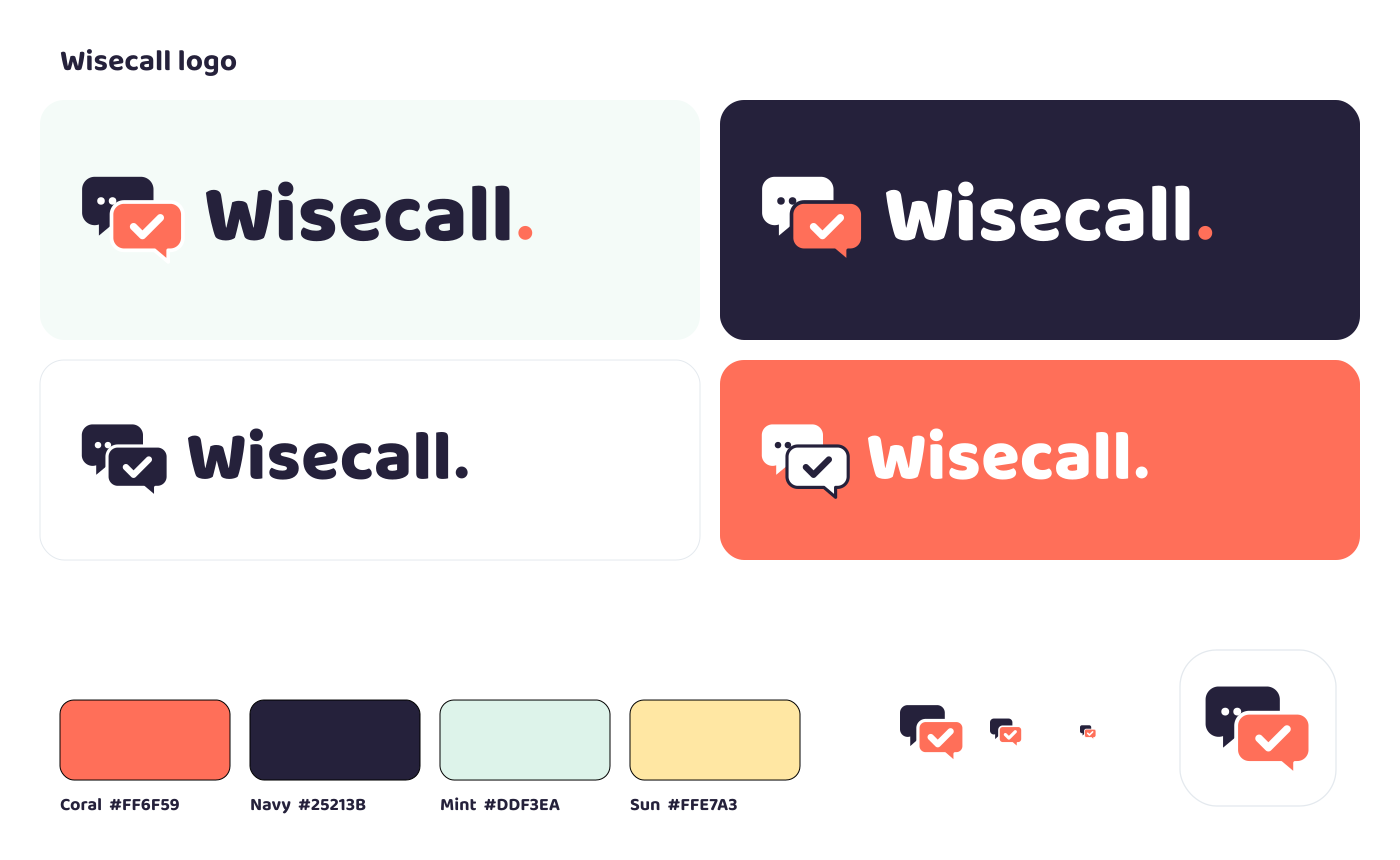 Wisecall logo
Wisecall.
Wisecall.
Wisecall.
Wisecall.
Coral #FF6F59
Navy #25213B
Mint #DDF3EA
Sun #FFE7A3